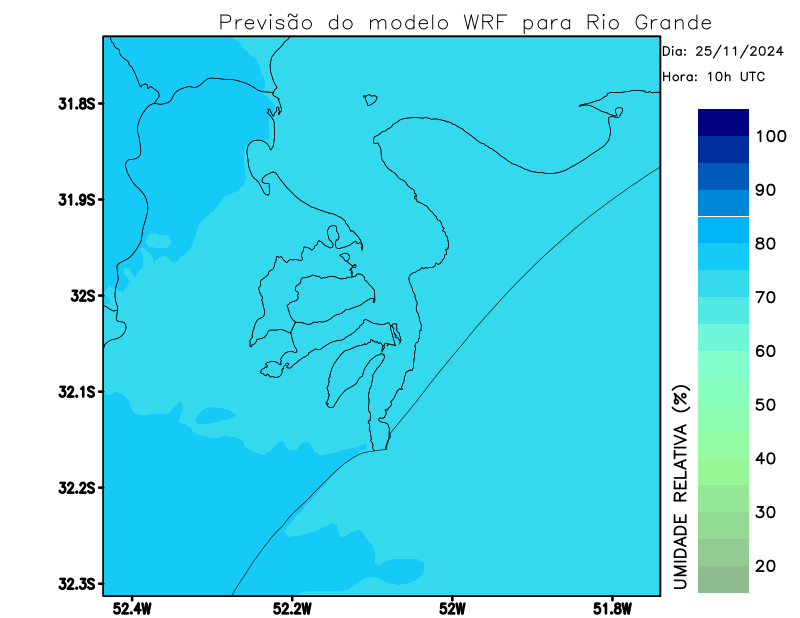 Previsão do modelo WRF para Rio Grande
Dia: 25/11/2024
Hora: 10h UTC
31.8S
31.9S
32S
32.1S
32.2S
32.3S
52.4W
52.2W
52W
51.8W
100
90
80
70
60
50
40
30
20
UMIDADE RELATIVA (%)